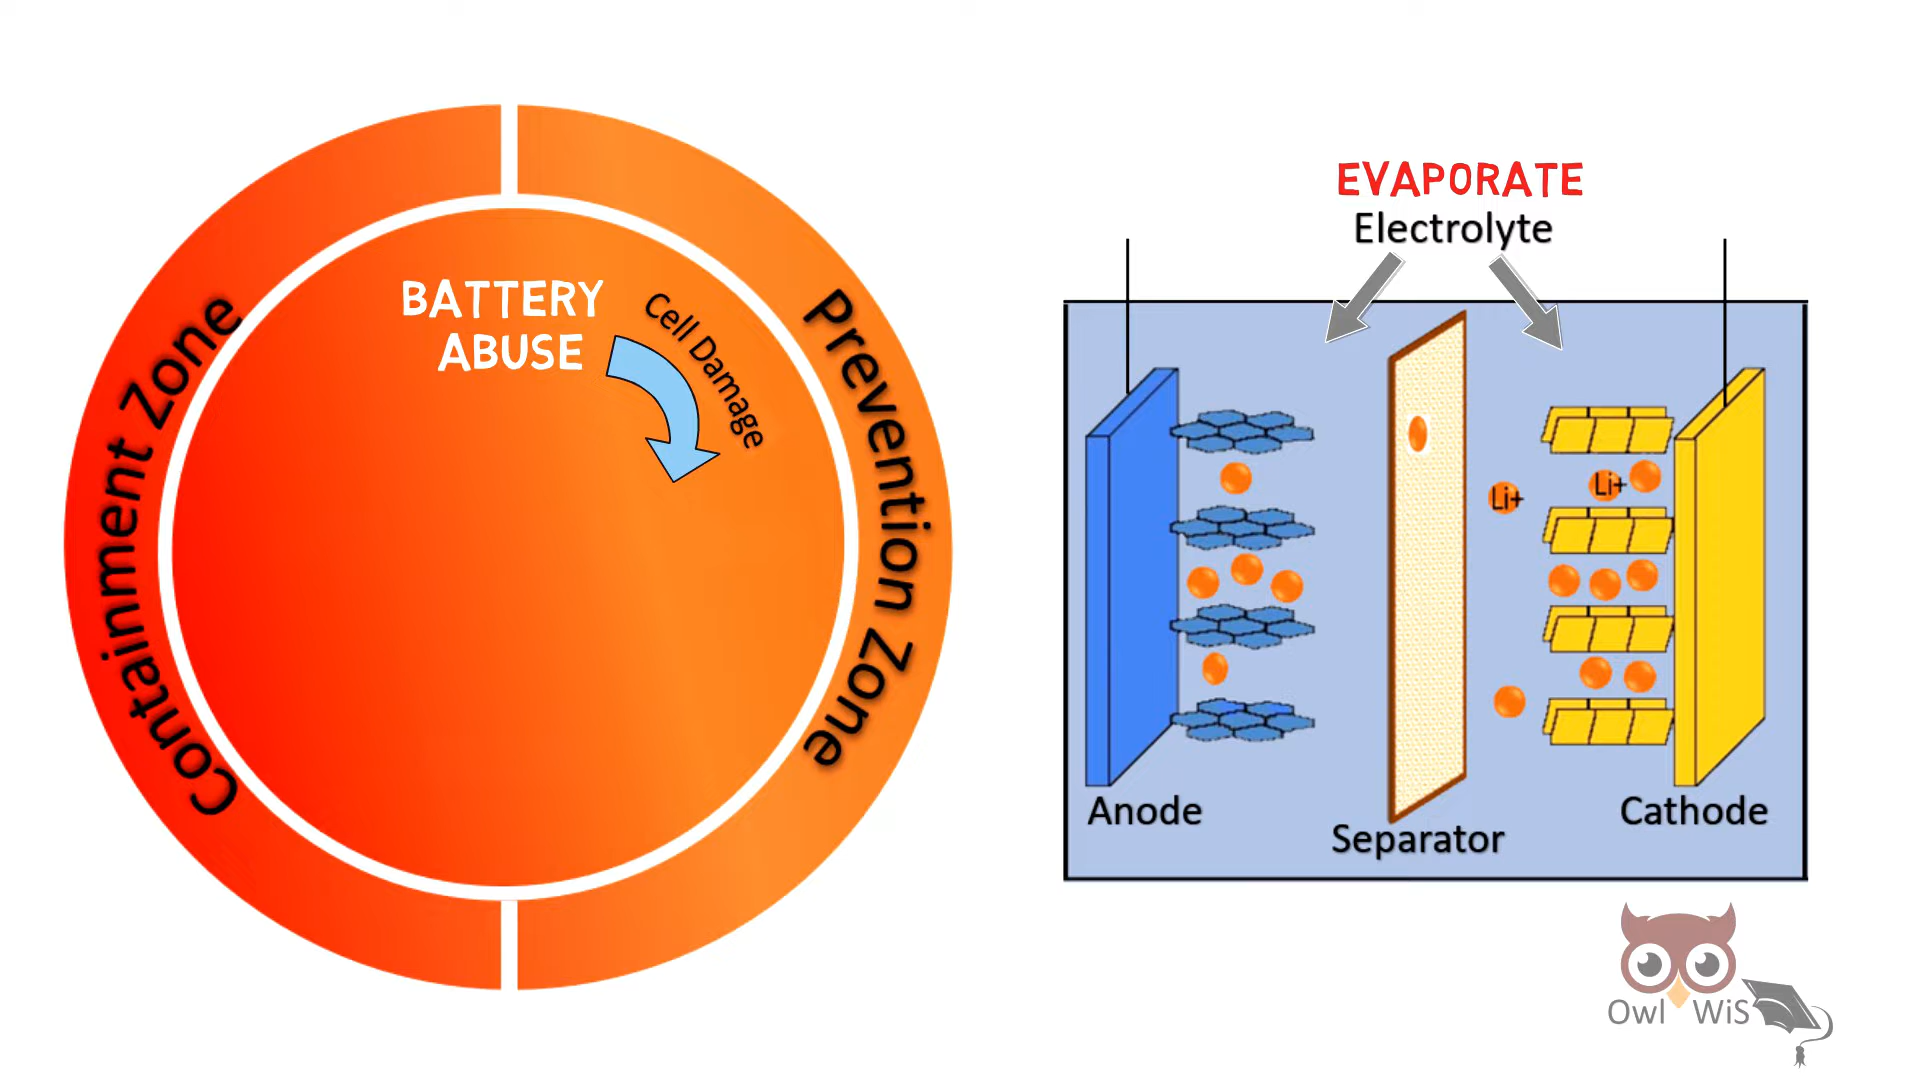 BATTERY
ABUSE
Cell Damage
Containment Zone
Prevention Zone
EVAPORATE
Electrolyte
Li+
Li+
Anode
Separator
Cathode
Owl WiS